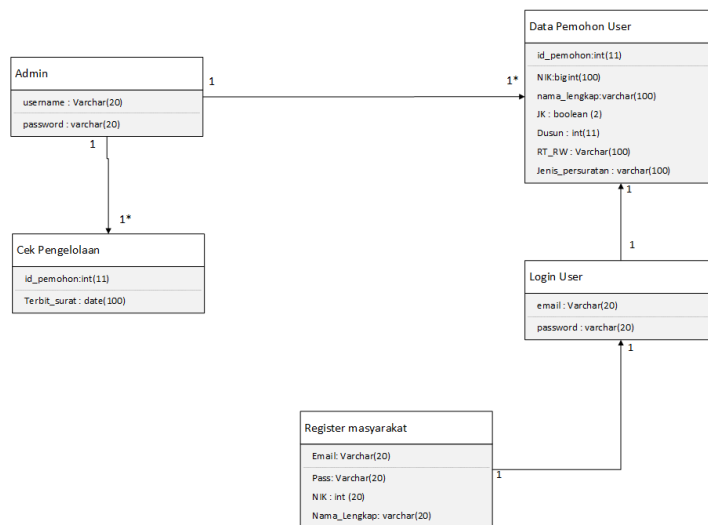 Data Pemohon User
id_pemohon:int(11)
NIK:bigint(100)
nama_lengkap:varchar(100)
JK : boolean (2)
Dusun : int(11)
RT_RW : Varchar(100)
Jenis_persuratan : varchar(100)
Admin
username : Varchar(20)
password : varchar(20)
1
1*
1
1*
Cek Pengelolaan
id_pemohon:int(11)
Terbit_surat : date(100)
1
1
Login User
email : Varchar(20)
password : varchar(20)
1
Register masyarakat
Email: Varchar(20)
Pass: Varchar(20)
NIK : int (20)
Nama_Lengkap: varchar(20)
1